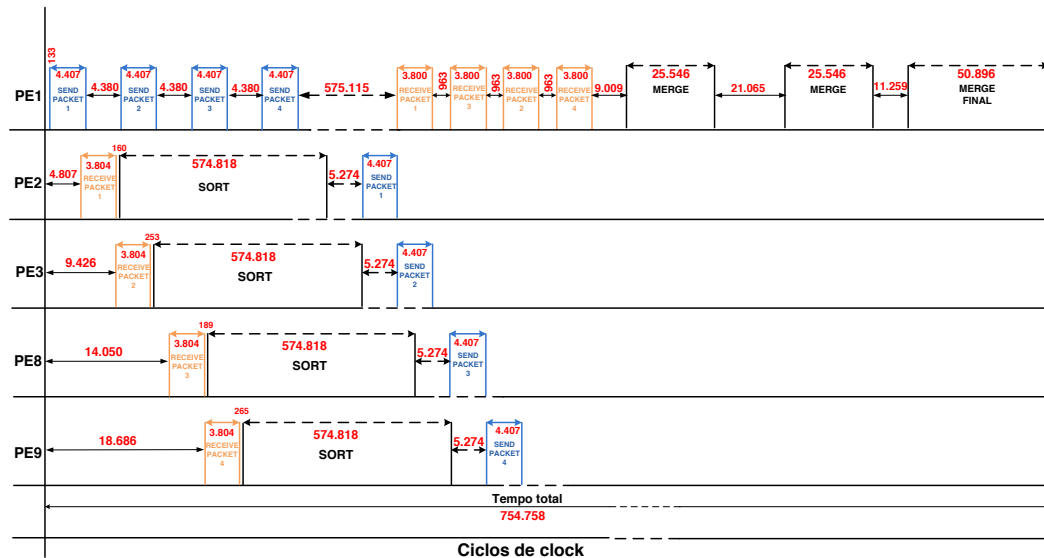 133
4.407
4.407
4.407
4.407
SEND
PACKET
1
4.380
SEND
PACKET
2
4.380
SEND
PACKET
3
4.380
SEND
PACKET
4
575.115
3.800
963
3.800
963
3.800
963
3.800
RECEIVE
PACKET
1
RECEIVE
PACKET
3
RECEIVE
PACKET
2
RECEIVE
PACKET
4
9.009
25.546
MERGE
21.065
25.546
MERGE
11.259
50.896
MERGE
FINAL
PE1
160
PE2
4.807
3.804
RECEIVE
PACKET
1
574.818
SORT
5.274
4.407
SEND
PACKET
1
253
PE3
9.426
3.804
RECEIVE
PACKET
2
574.818
SORT
5.274
4.407
SEND
PACKET
2
189
PE8
14.050
3.804
RECEIVE
PACKET
3
574.818
SORT
5.274
4.407
SEND
PACKET
3
265
PE9
18.686
3.804
RECEIVE
PACKET
4
574.818
SORT
5.274
4.407
SEND
PACKET
4
Tempo total
754.758
Ciclos de clock